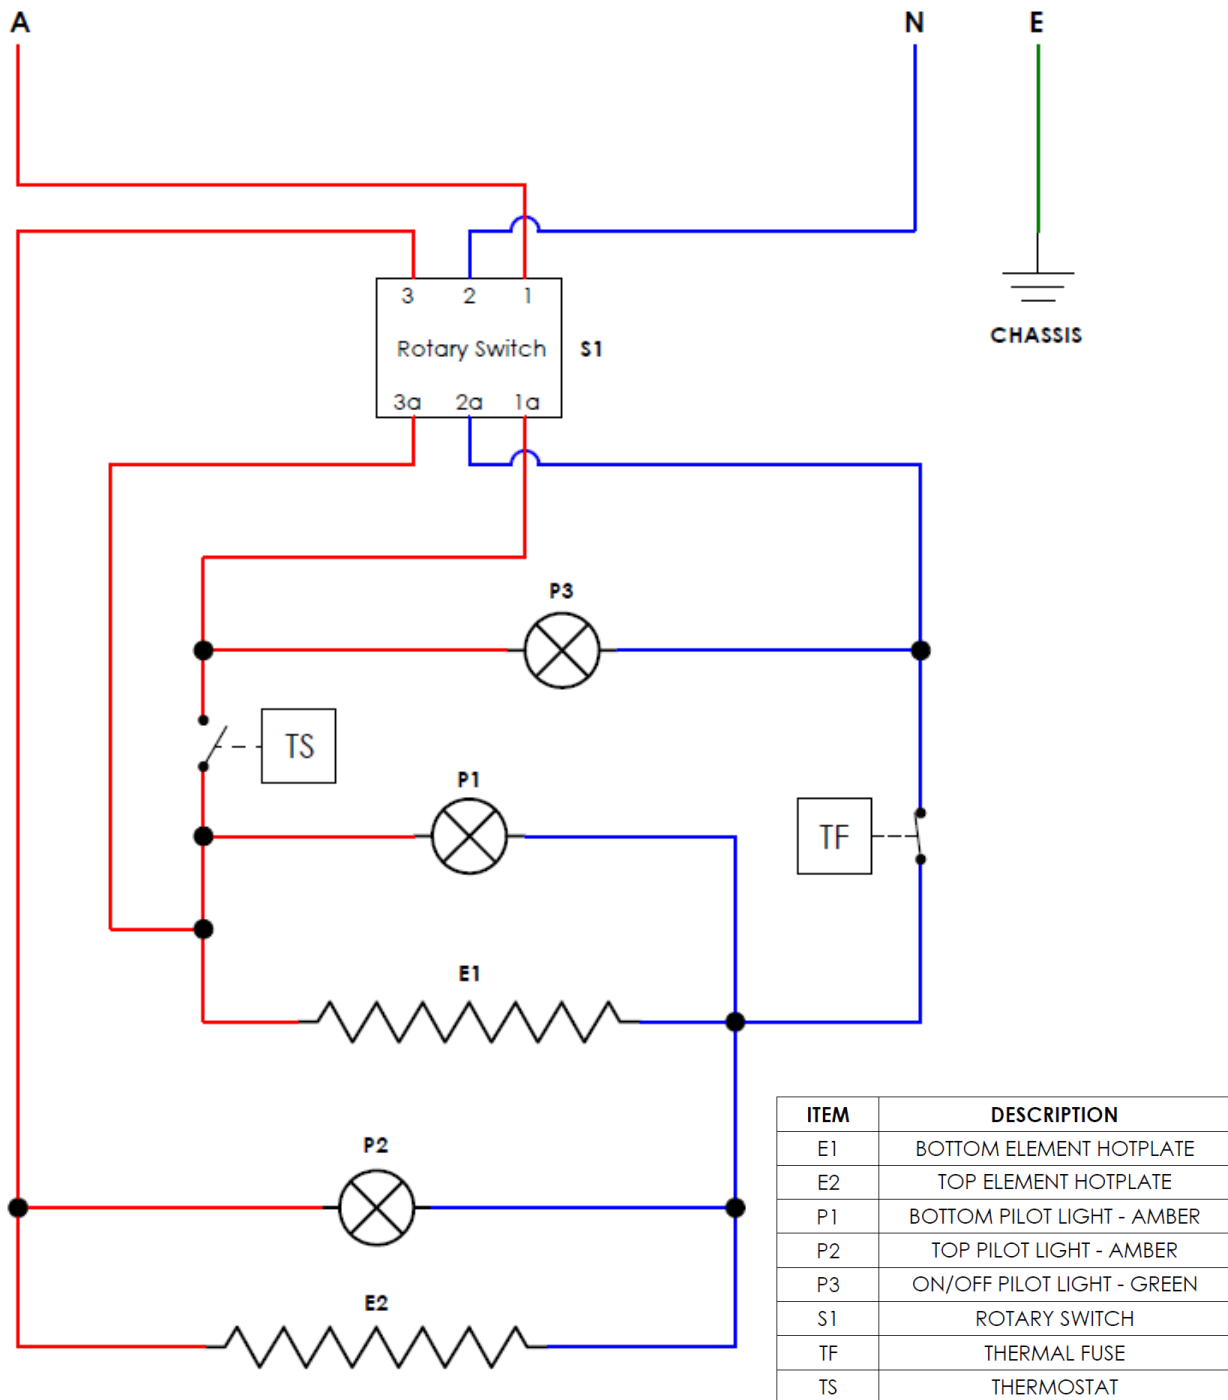 A N E
3 2 1
Rotary Switch S1
3a 2a 1a
CHASSIS
P3
TS
P1
TF
E1
P2
E2
ITEM DESCRIPTION
E1 BOTTOM ELEMENT HOTPLATE
E2 TOP ELEMENT HOTPLATE
P1 BOTTOM PILOT LIGHT - AMBER
P2 TOP PILOT LIGHT - AMBER
P3 ON/OFF PILOT LIGHT - GREEN
S1 ROTARY SWITCH
TF THERMAL FUSE
TS THERMOSTAT